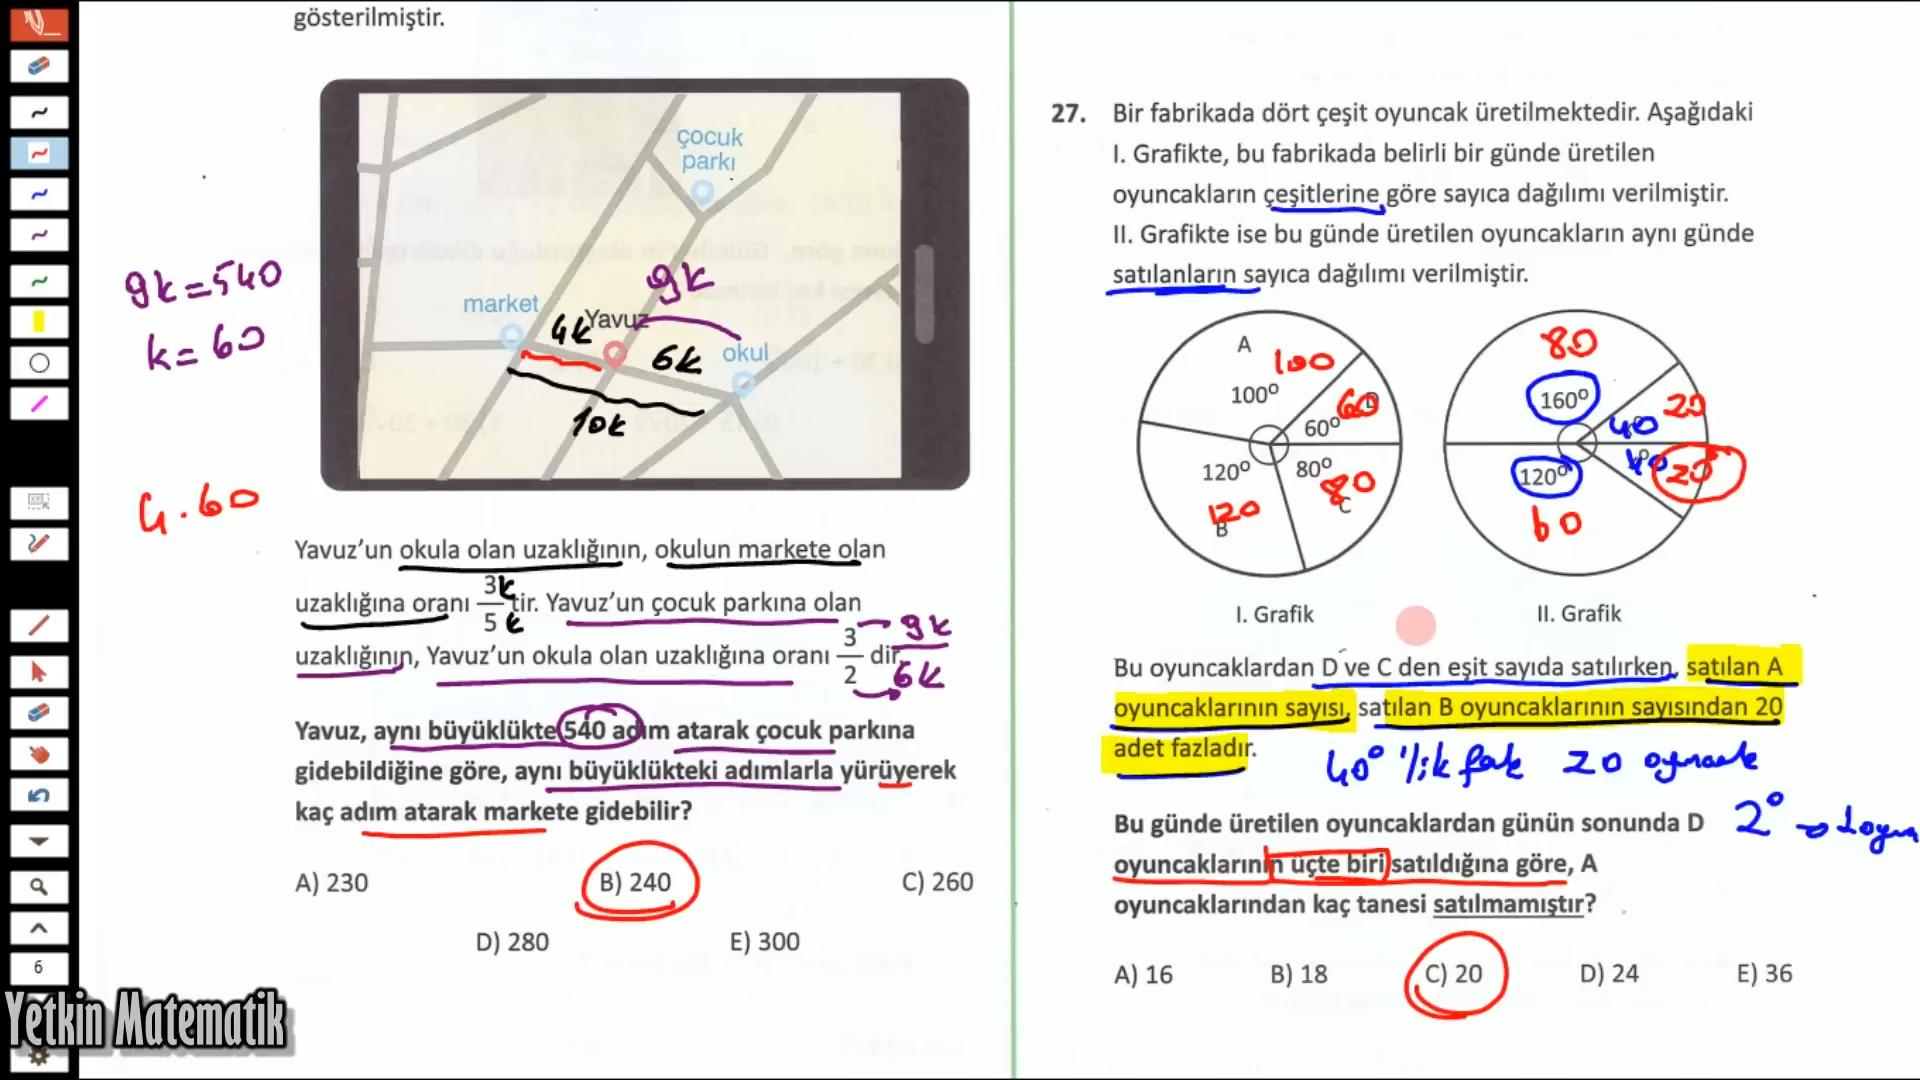 gösterilmiştir.
çocuk
parkı
market
Yavuz
okul
9k
4k
6k
10k
9k=540
k=60
4.60
Yavuz'un okula olan uzaklığının, okulun markete olan
uzaklığına oranı 3k/5k tir. Yavuz'un çocuk parkına olan
uzaklığının, Yavuz'un okula olan uzaklığına oranı 3/2 dir
9k
6k
Yavuz, aynı büyüklükte 540 adım atarak çocuk parkına
gidebildiğine göre, aynı büyüklükteki adımlarla yürüyerek
kaç adım atarak markete gidebilir?
A) 230 B) 240 C) 260
D) 280 E) 300
27. Bir fabrikada dört çeşit oyuncak üretilmektedir. Aşağıdaki
I. Grafikte, bu fabrikada belirli bir günde üretilen
oyuncakların çeşitlerine göre sayıca dağılımı verilmiştir.
II. Grafikte ise bu günde üretilen oyuncakların aynı günde
satılanların sayıca dağılımı verilmiştir.
A 100
100° 60 D
60°
120° 80°
120 80
B C
I. Grafik
80
160° 20
40
120° 40 20
60
II. Grafik
Bu oyuncaklardan D ve C den eşit sayıda satılırken, satılan A
oyuncaklarının sayısı, satılan B oyuncaklarının sayısından 20
adet fazladır.
40° 'lik fark 20 oyuncak
2° → 1 oyun
Bu günde üretilen oyuncaklardan günün sonunda D
oyuncaklarının üçte biri satıldığına göre, A
oyuncaklarından kaç tanesi satılmamıştır?
A) 16 B) 18 C) 20 D) 24 E) 36
6
Yetkin Matematik